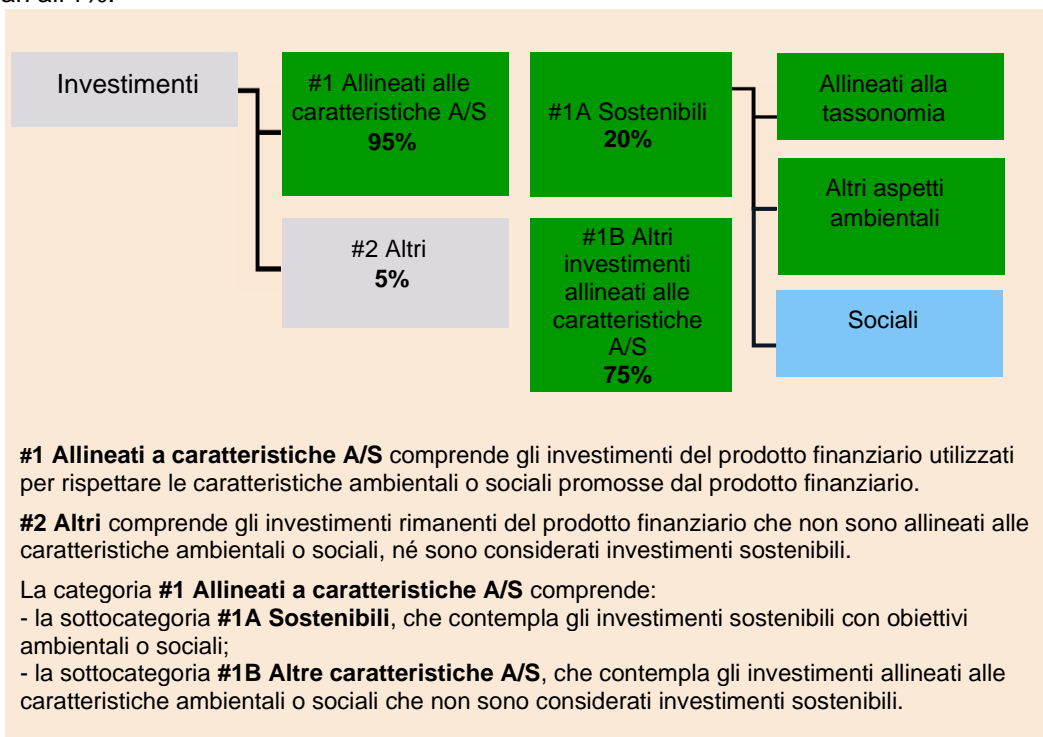 Investimenti
#1 Allineati alle
caratteristiche A/S
95%
#2 Altri
5%
#1A Sostenibili
20%
#1B Altri
investimenti
allineati alle
caratteristiche
A/S
75%
Allineati alla
tassonomia
Altri aspetti
ambientali
Sociali
#1 Allineati a caratteristiche A/S comprende gli investimenti del prodotto finanziario utilizzati
per rispettare le caratteristiche ambientali o sociali promosse dal prodotto finanziario.
#2 Altri comprende gli investimenti rimanenti del prodotto finanziario che non sono allineati alle
caratteristiche ambientali o sociali, né sono considerati investimenti sostenibili.
La categoria #1 Allineati a caratteristiche A/S comprende:
- la sottocategoria #1A Sostenibili, che contempla gli investimenti sostenibili con obiettivi
ambientali o sociali;
- la sottocategoria #1B Altre caratteristiche A/S, che contempla gli investimenti allineati alle
caratteristiche ambientali o sociali che non sono considerati investimenti sostenibili.